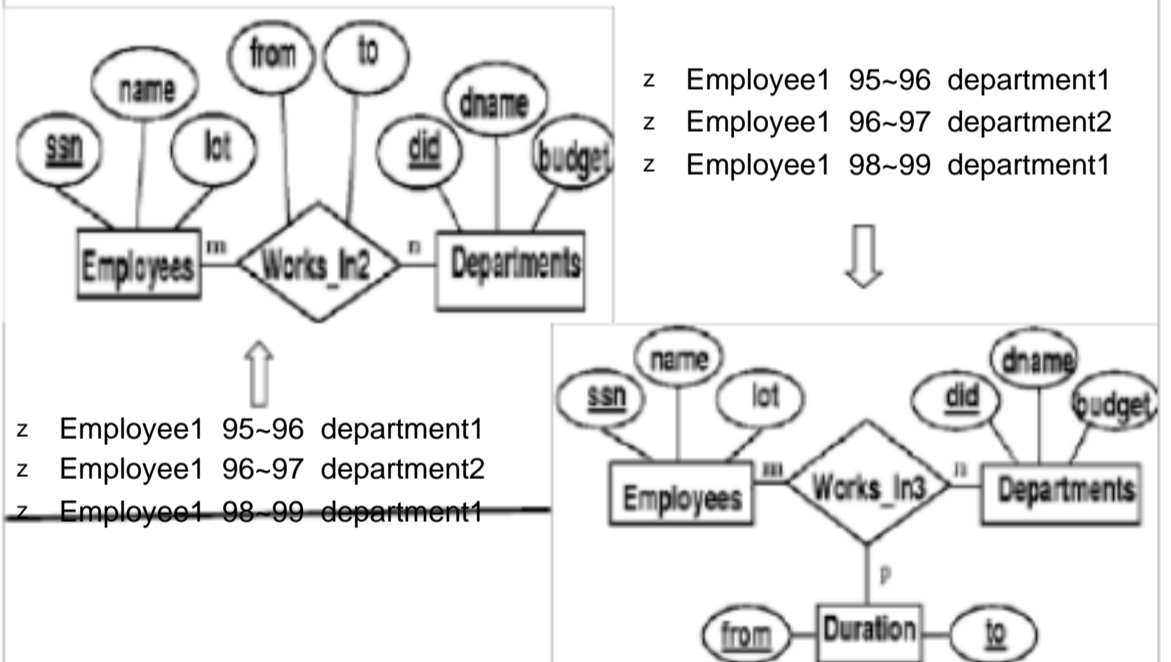 from to
name
dname
ssn lot did budget
m n
Employees Works_In2 Departments
z Employee1 95~96 department1
z Employee1 96~97 department2
z Employee1 98~99 department1
z Employee1 95~96 department1
z Employee1 96~97 department2
z Employee1 98~99 department1
name dname
ssn lot did budget
m n
Employees Works_In3 Departments
p
from Duration to